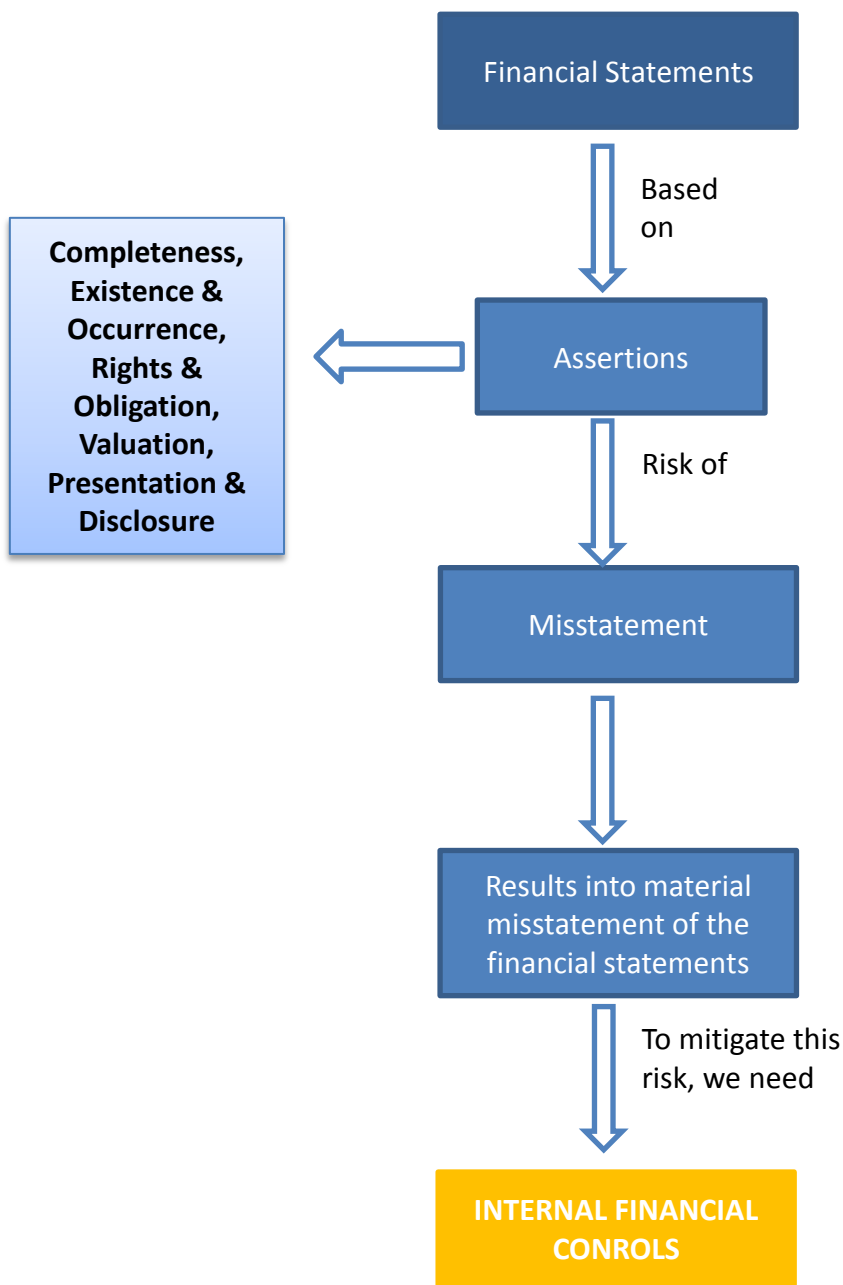 Financial Statements
Based
on
Completeness,
Existence &
Occurrence,
Rights &
Obligation,
Valuation,
Presentation &
Disclosure
Assertions
Risk of
Misstatement
Results into material
misstatement of the
financial statements
To mitigate this
risk, we need
INTERNAL FINANCIAL
CONROLS